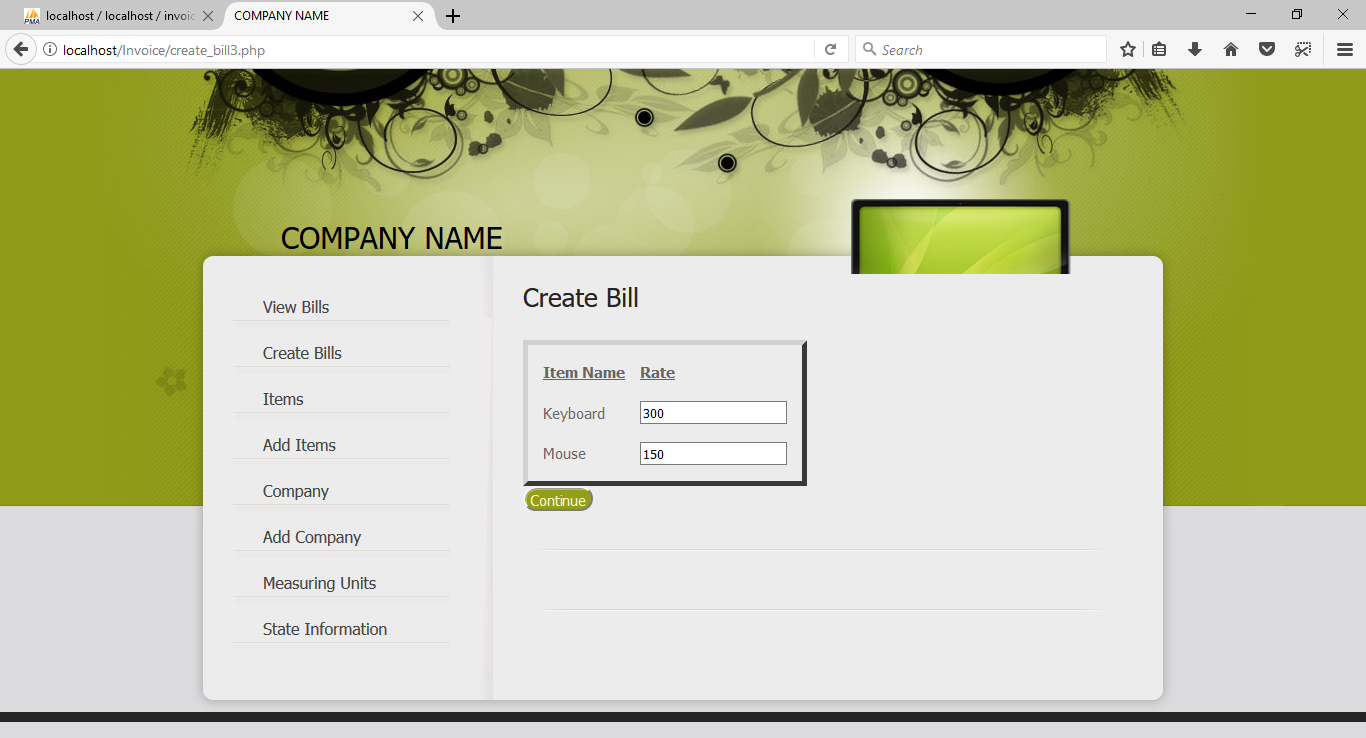 PMA localhost / localhost / invoic
COMPANY NAME
localhost/Invoice/create_bill3.php
Search
COMPANY NAME
View Bills
Create Bills
Items
Add Items
Company
Add Company
Measuring Units
State Information
Create Bill
Item Name Rate
Keyboard 300
Mouse 150
Continue